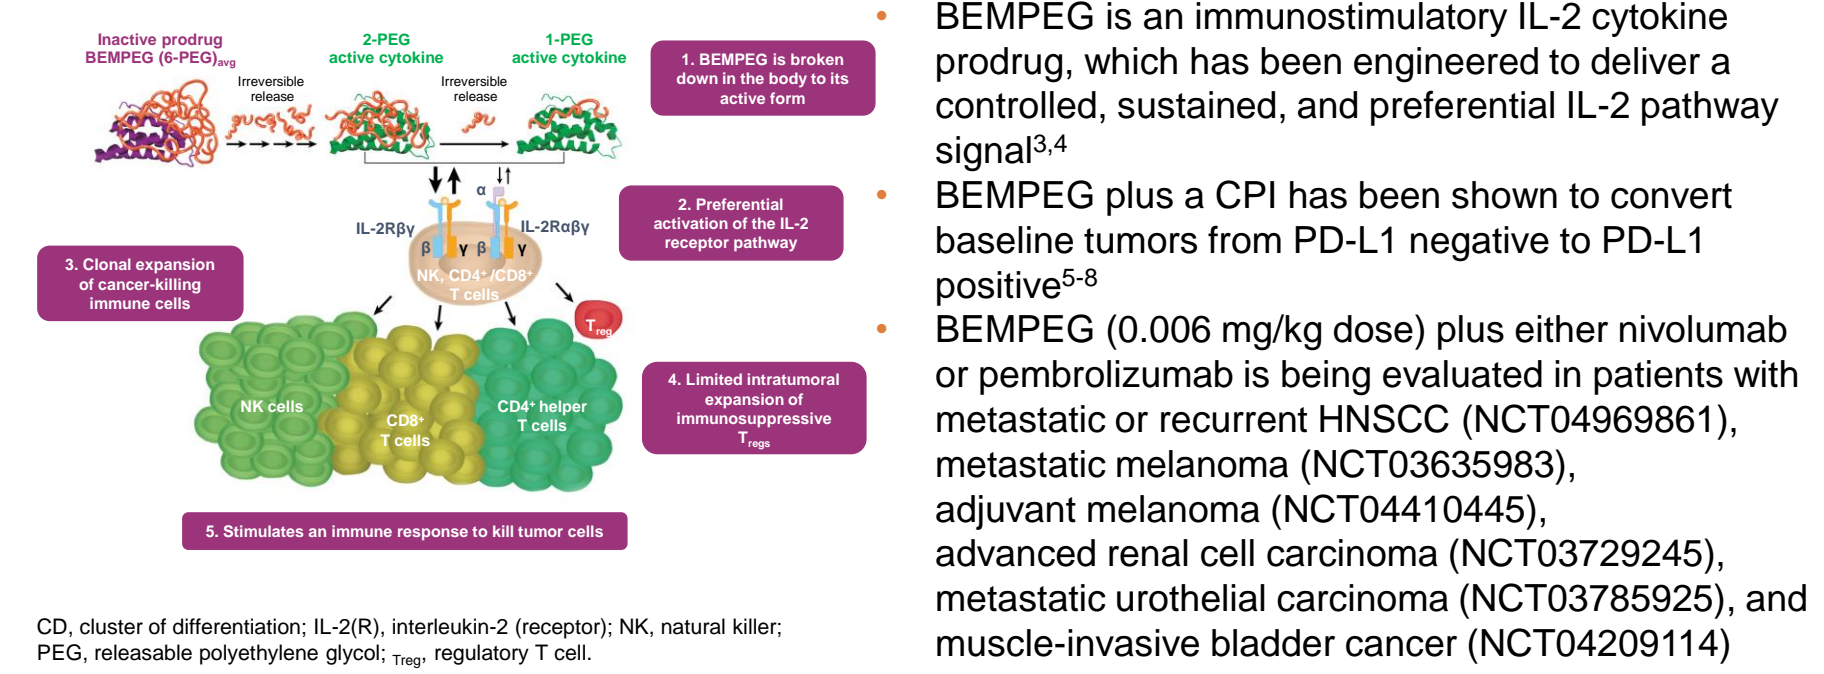 Inactive prodrug
BEMPEG (6-PEG)avg
2-PEG
active cytokine
1-PEG
active cytokine
Irreversible
release
Irreversible
release
1. BEMPEG is broken
down in the body to its
active form
α
IL-2Rβγ
IL-2Rαβγ
β γ β γ
NK, CD4⁺/CD8⁺
T cells
2. Preferential
activation of the IL-2
receptor pathway
3. Clonal expansion
of cancer-killing
immune cells
Treg
NK cells
CD8⁺
T cells
CD4⁺ helper
T cells
4. Limited intratumoral
expansion of
immunosuppressive
Tregs
5. Stimulates an immune response to kill tumor cells
CD, cluster of differentiation; IL-2(R), interleukin-2 (receptor); NK, natural killer;
PEG, releasable polyethylene glycol; Treg, regulatory T cell.
• BEMPEG is an immunostimulatory IL-2 cytokine
prodrug, which has been engineered to deliver a
controlled, sustained, and preferential IL-2 pathway
signal³,⁴
• BEMPEG plus a CPI has been shown to convert
baseline tumors from PD-L1 negative to PD-L1
positive⁵⁻⁸
• BEMPEG (0.006 mg/kg dose) plus either nivolumab
or pembrolizumab is being evaluated in patients with
metastatic or recurrent HNSCC (NCT04969861),
metastatic melanoma (NCT03635983),
adjuvant melanoma (NCT04410445),
advanced renal cell carcinoma (NCT03729245),
metastatic urothelial carcinoma (NCT03785925), and
muscle-invasive bladder cancer (NCT04209114)